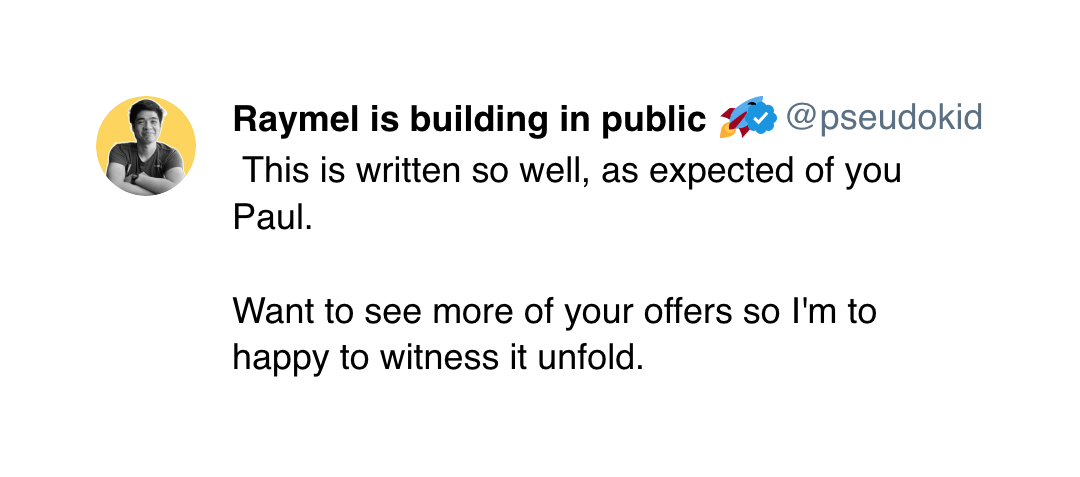 Raymel is building in public 🚀 @pseudokid
This is written so well, as expected of you
Paul.
Want to see more of your offers so I'm to
happy to witness it unfold.